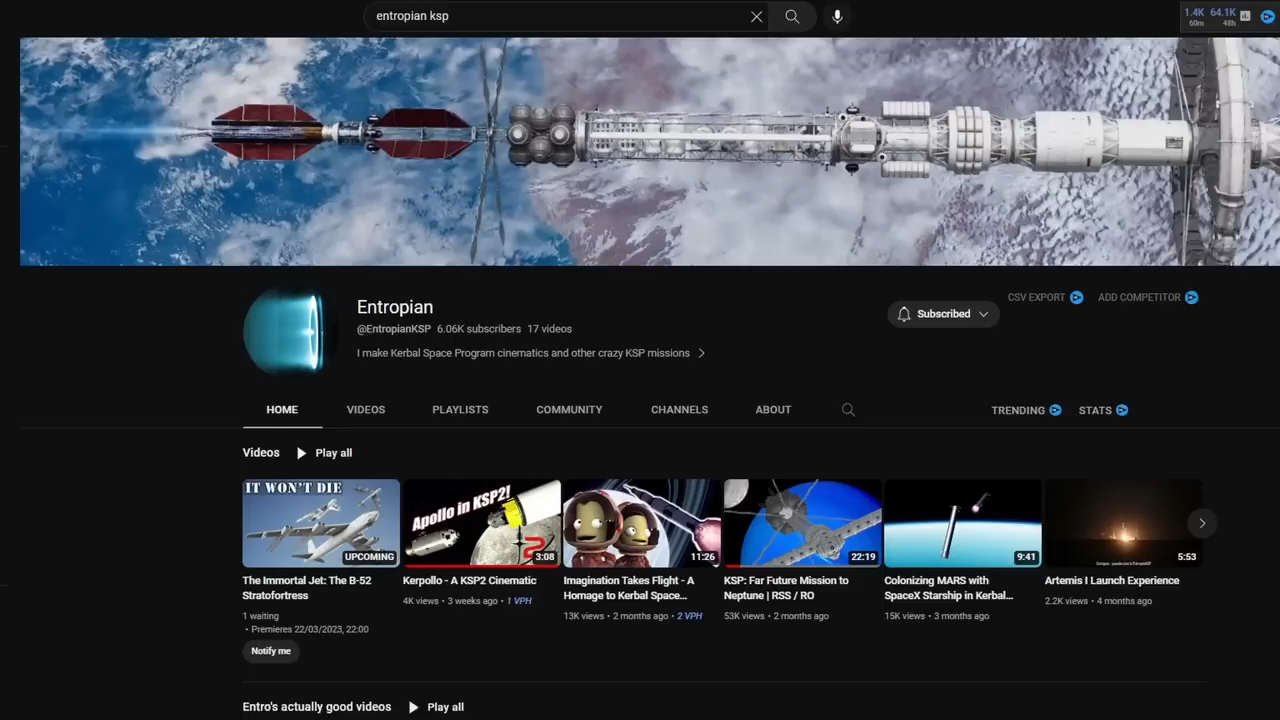 entropian ksp
1.4K 64.1K
60m 48h
Entropian
@EntropianKSP 6.06K subscribers 17 videos
I make Kerbal Space Program cinematics and other crazy KSP missions
Subscribed
CSV EXPORT
ADD COMPETITOR
HOME VIDEOS PLAYLISTS COMMUNITY CHANNELS ABOUT
TRENDING STATS
Videos Play all
IT WON'T DIE
UPCOMING
The Immortal Jet: The B-52
Stratofortress
1 waiting
• Premieres 22/03/2023, 22:00
Notify me
Apollo in KSP2!
2
3:08
Kerpollo - A KSP2 Cinematic
4K views • 3 weeks ago • 1 VPH
11:26
Imagination Takes Flight - A
Homage to Kerbal Space...
13K views • 2 months ago • 2 VPH
22:19
KSP: Far Future Mission to
Neptune | RSS / RO
53K views • 2 months ago
9:41
Colonizing MARS with
SpaceX Starship in Kerbal...
15K views • 3 months ago
5:53
Artemis I Launch Experience
2.2K views • 4 months ago
Entro's actually good videos Play all